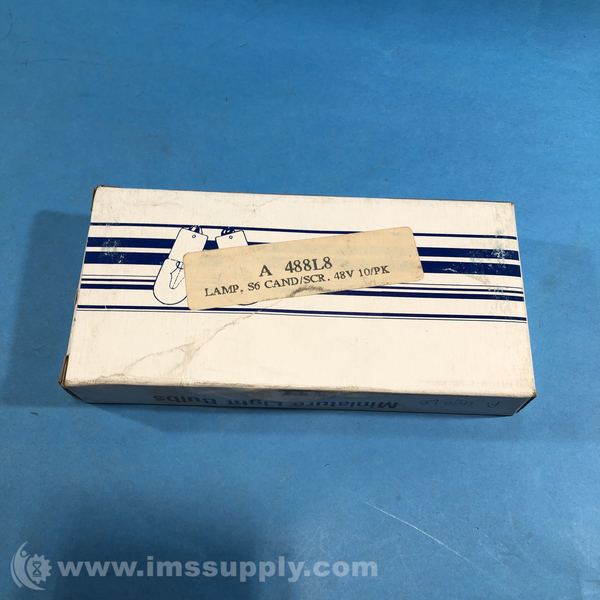 A 488L8
LAMP, S6 CAND/SCR. 48V 10/PK
Miniature Light Bulbs
www.imssupply.com